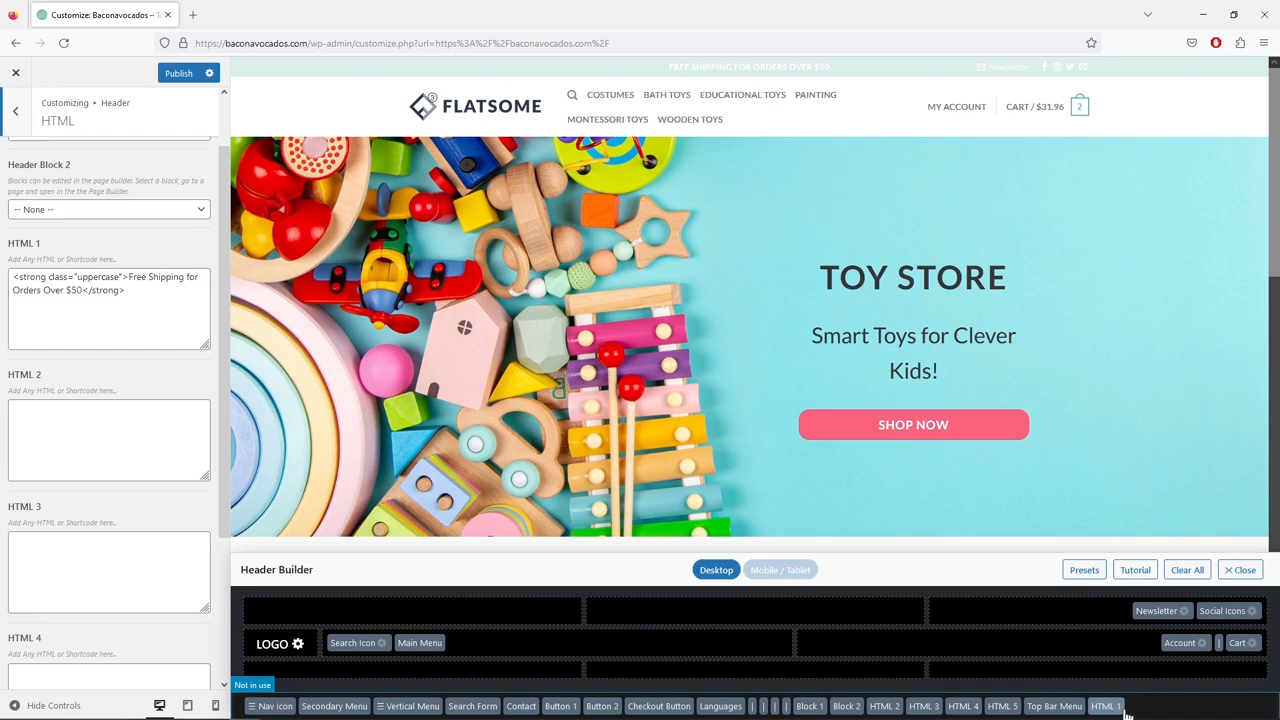 Customize: Baconavocados – T
https://baconavocados.com/wp-admin/customize.php?url=https%3A%2F%2Fbaconavocados.com%2F
Publish
Customizing • Header
HTML
Header Block 2
Blocks can be edited in the page builder. Select a block, go to a
page and open in the the Page Builder.
-- None --
HTML 1
Add Any HTML or Shortcode here...
<strong class="uppercase">Free Shipping for
Orders Over $50</strong>
HTML 2
Add Any HTML or Shortcode here...
HTML 3
Add Any HTML or Shortcode here...
HTML 4
Add Any HTML or Shortcode here...
Hide Controls
FREE SHIPPING FOR ORDERS OVER $50
Newsletter
3
FLATSOME
COSTUMES BATH TOYS EDUCATIONAL TOYS PAINTING
MONTESSORI TOYS WOODEN TOYS
MY ACCOUNT CART / $31.96 2
TOY STORE
Smart Toys for Clever
Kids!
SHOP NOW
Header Builder Desktop Mobile / Tablet Presets Tutorial Clear All Close
Newsletter Social Icons
LOGO Search Icon Main Menu Account | Cart
Not in use
Nav Icon Secondary Menu Vertical Menu Search Form Contact Button 1 Button 2 Checkout Button Languages | | | | Block 1 Block 2 HTML 2 HTML 3 HTML 4 HTML 5 Top Bar Menu HTML 1